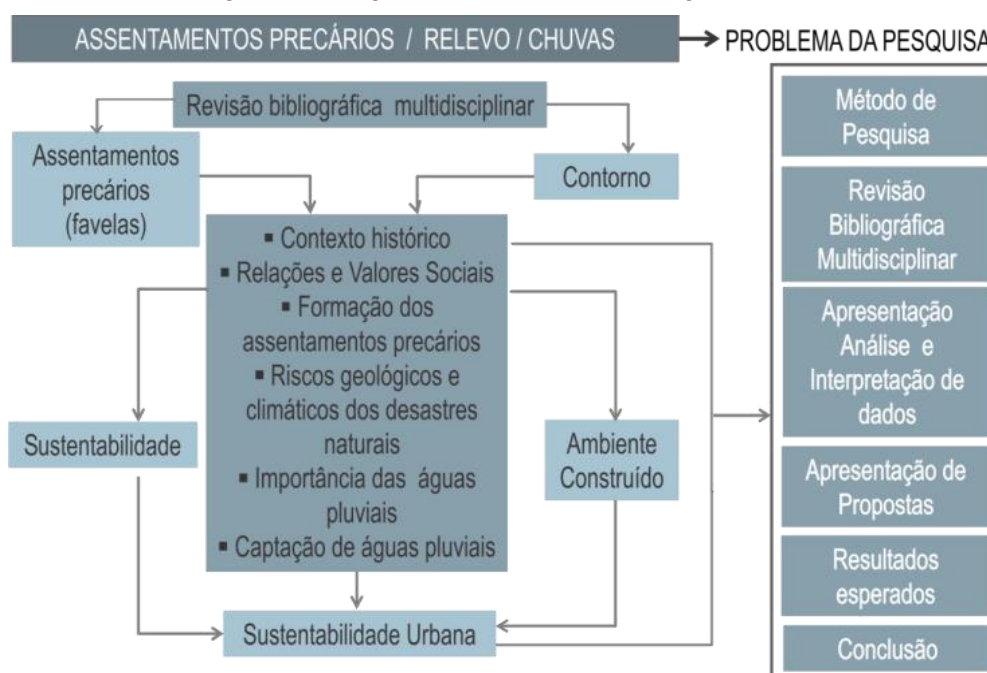 ASSENTAMENTOS PRECÁRIOS / RELEVO / CHUVAS
PROBLEMA DA PESQUISA
Revisão bibliográfica multidisciplinar
Assentamentos
precários
(favelas)
Contorno
▪ Contexto histórico
▪ Relações e Valores Sociais
▪ Formação dos
assentamentos precários
▪ Riscos geológicos e
climáticos dos desastres
naturais
▪ Importância das águas
pluviais
▪ Captação de águas pluviais
Sustentabilidade
Ambiente
Construído
Sustentabilidade Urbana
Método de
Pesquisa
Revisão
Bibliográfica
Multidisciplinar
Apresentação
Análise e
Interpretação de
dados
Apresentação de
Propostas
Resultados
esperados
Conclusão